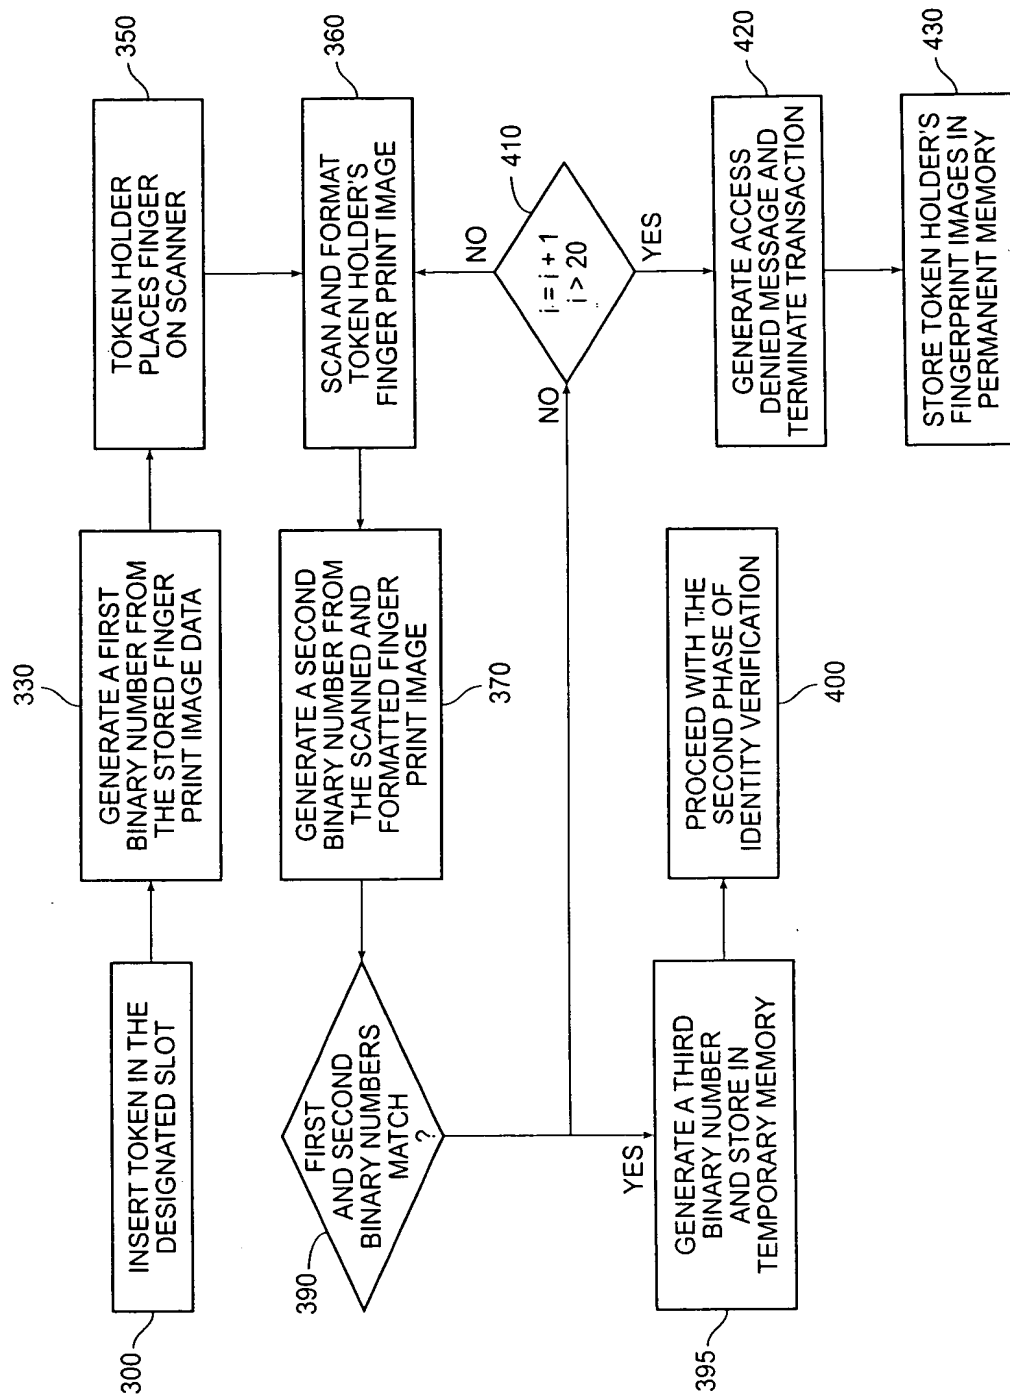 300
INSERT TOKEN IN THE
DESIGNATED SLOT
330
GENERATE A FIRST
BINARY NUMBER FROM
THE STORED FINGER
PRINT IMAGE DATA
350
TOKEN HOLDER
PLACES FINGER
ON SCANNER
360
SCAN AND FORMAT
TOKEN HOLDER'S
FINGER PRINT IMAGE
370
GENERATE A SECOND
BINARY NUMBER FROM
THE SCANNED AND
FORMATTED FINGER
PRINT IMAGE
390
FIRST
AND SECOND
BINARY NUMBERS
MATCH
?
NO
YES
410
i = i + 1
i > 20
NO
YES
395
GENERATE A THIRD
BINARY NUMBER
AND STORE IN
TEMPORARY MEMORY
400
PROCEED WITH THE
SECOND PHASE OF
IDENTITY VERIFICATION
420
GENERATE ACCESS
DENIED MESSAGE AND
TERMINATE TRANSACTION
430
STORE TOKEN HOLDER'S
FINGERPRINT IMAGES IN
PERMANENT MEMORY